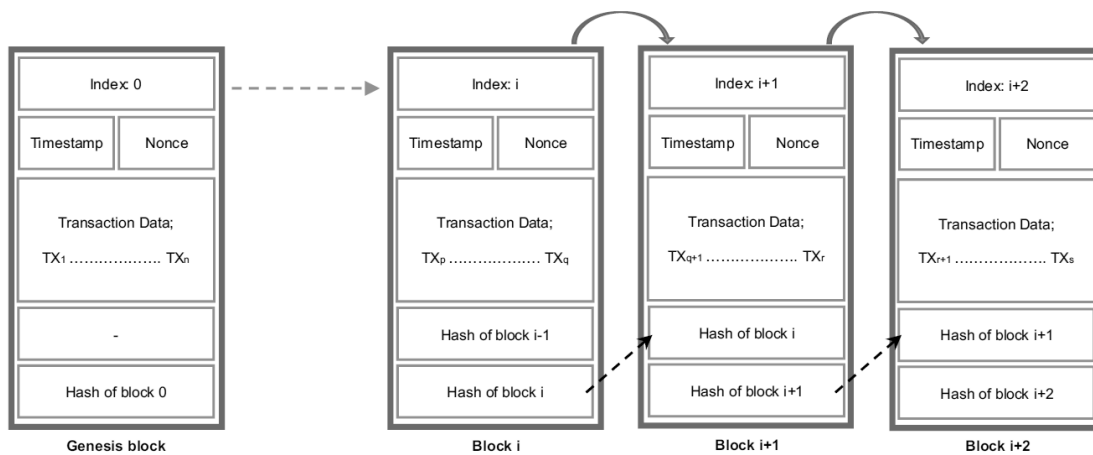 Index: 0
Timestamp
Nonce
Transaction Data;
TX1 ..................... TXn
-
Hash of block 0
Genesis block
Index: i
Timestamp
Nonce
Transaction Data;
TXp ..................... TXq
Hash of block i-1
Hash of block i
Block i
Index: i+1
Timestamp
Nonce
Transaction Data;
TXq+1 ..................... TXr
Hash of block i
Hash of block i+1
Block i+1
Index: i+2
Timestamp
Nonce
Transaction Data;
TXr+1 ..................... TXs
Hash of block i+1
Hash of block i+2
Block i+2